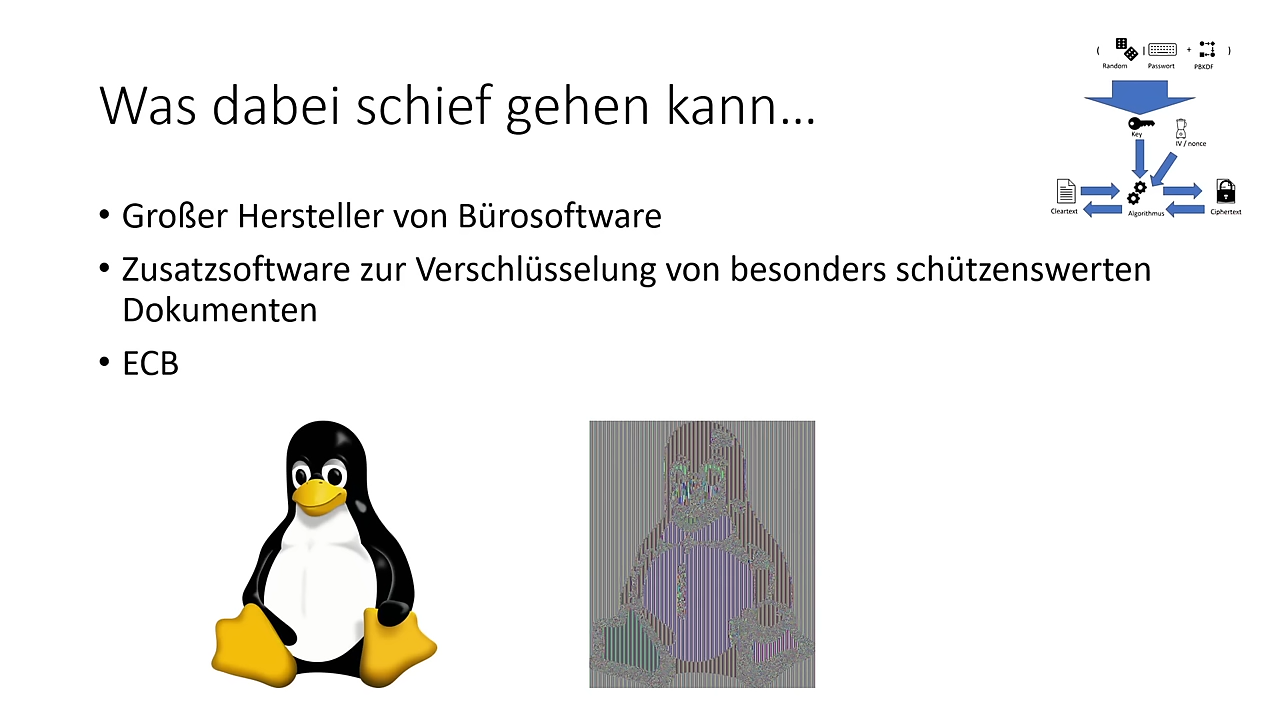 ( Random | Passwort + PBKDF )
Was dabei schief gehen kann...
Key
IV / nonce
Cleartext
Algorithmus
Ciphertext
• Großer Hersteller von Bürosoftware
• Zusatzsoftware zur Verschlüsselung von besonders schützenswerten
Dokumenten
• ECB